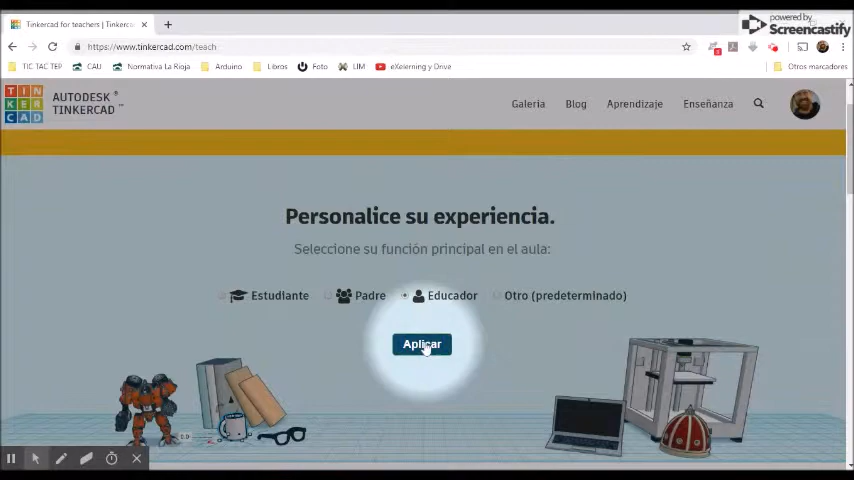 Tinkercad for teachers | Tinkerca
powered by
Screencastify
https://www.tinkercad.com/teach
TIC TAC TEP
CAU
Normativa La Rioja
Arduino
Libros
Foto
LIM
eXelerning y Drive
Otros marcadores
TIN
KER
CAD
AUTODESK ®
TINKERCAD ™
Galeria
Blog
Aprendizaje
Enseñanza
Personalice su experiencia.
Seleccione su función principal en el aula:
Estudiante
Padre
Educador
Otro (predeterminado)
Aplicar